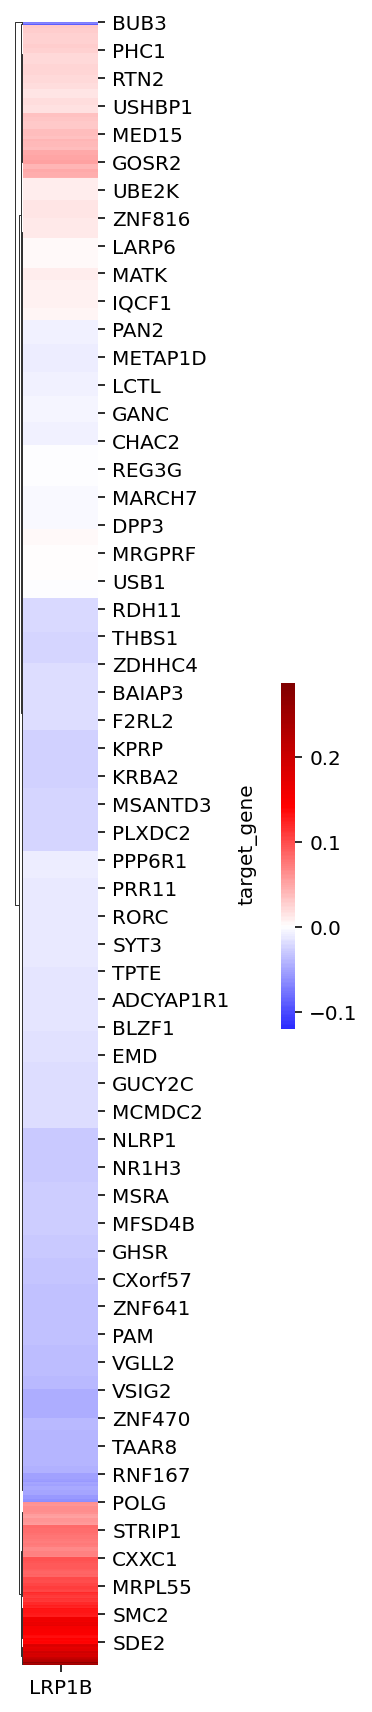 BUB3
PHC1
RTN2
USHBP1
MED15
GOSR2
UBE2K
ZNF816
LARP6
MATK
IQCF1
PAN2
METAP1D
LCTL
GANC
CHAC2
REG3G
MARCH7
DPP3
MRGPRF
USB1
RDH11
THBS1
ZDHHC4
BAIAP3
F2RL2
KPRP
KRBA2
MSANTD3
PLXDC2
PPP6R1
PRR11
RORC
SYT3
TPTE
ADCYAP1R1
BLZF1
EMD
GUCY2C
MCMDC2
NLRP1
NR1H3
MSRA
MFSD4B
GHSR
CXorf57
ZNF641
PAM
VGLL2
VSIG2
ZNF470
TAAR8
RNF167
POLG
STRIP1
CXXC1
MRPL55
SMC2
SDE2
LRP1B
target_gene
0.2
0.1
0.0
−0.1